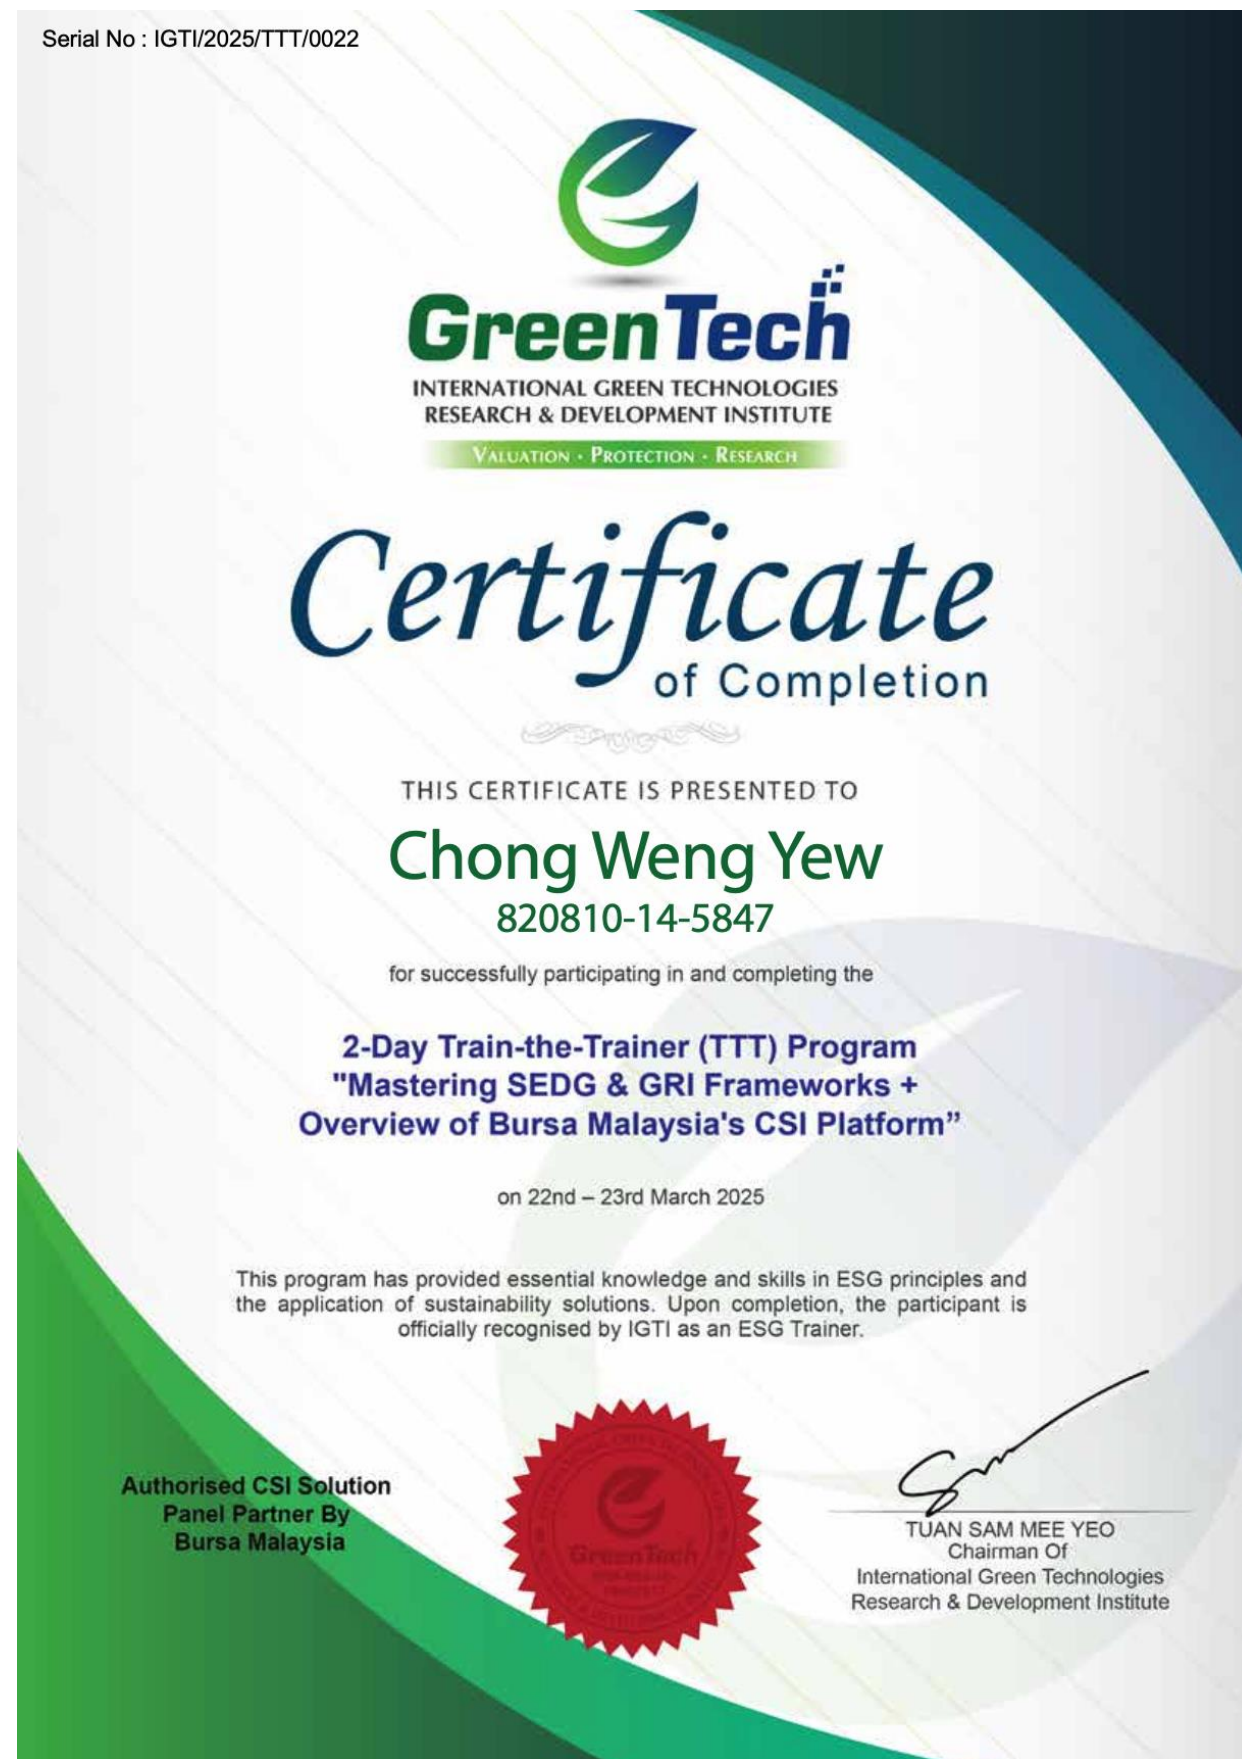 Serial No : IGTI/2025/TTT/0022
GreenTech
INTERNATIONAL GREEN TECHNOLOGIES
RESEARCH & DEVELOPMENT INSTITUTE
VALUATION · PROTECTION · RESEARCH
Certificate
of Completion
THIS CERTIFICATE IS PRESENTED TO
Chong Weng Yew
820810-14-5847
for successfully participating in and completing the
2-Day Train-the-Trainer (TTT) Program
"Mastering SEDG & GRI Frameworks +
Overview of Bursa Malaysia's CSI Platform”
on 22nd – 23rd March 2025
This program has provided essential knowledge and skills in ESG principles and
the application of sustainability solutions. Upon completion, the participant is
officially recognised by IGTI as an ESG Trainer.
Authorised CSI Solution
Panel Partner By
Bursa Malaysia
GreenTech
TUAN SAM MEE YEO
Chairman Of
International Green Technologies
Research & Development Institute